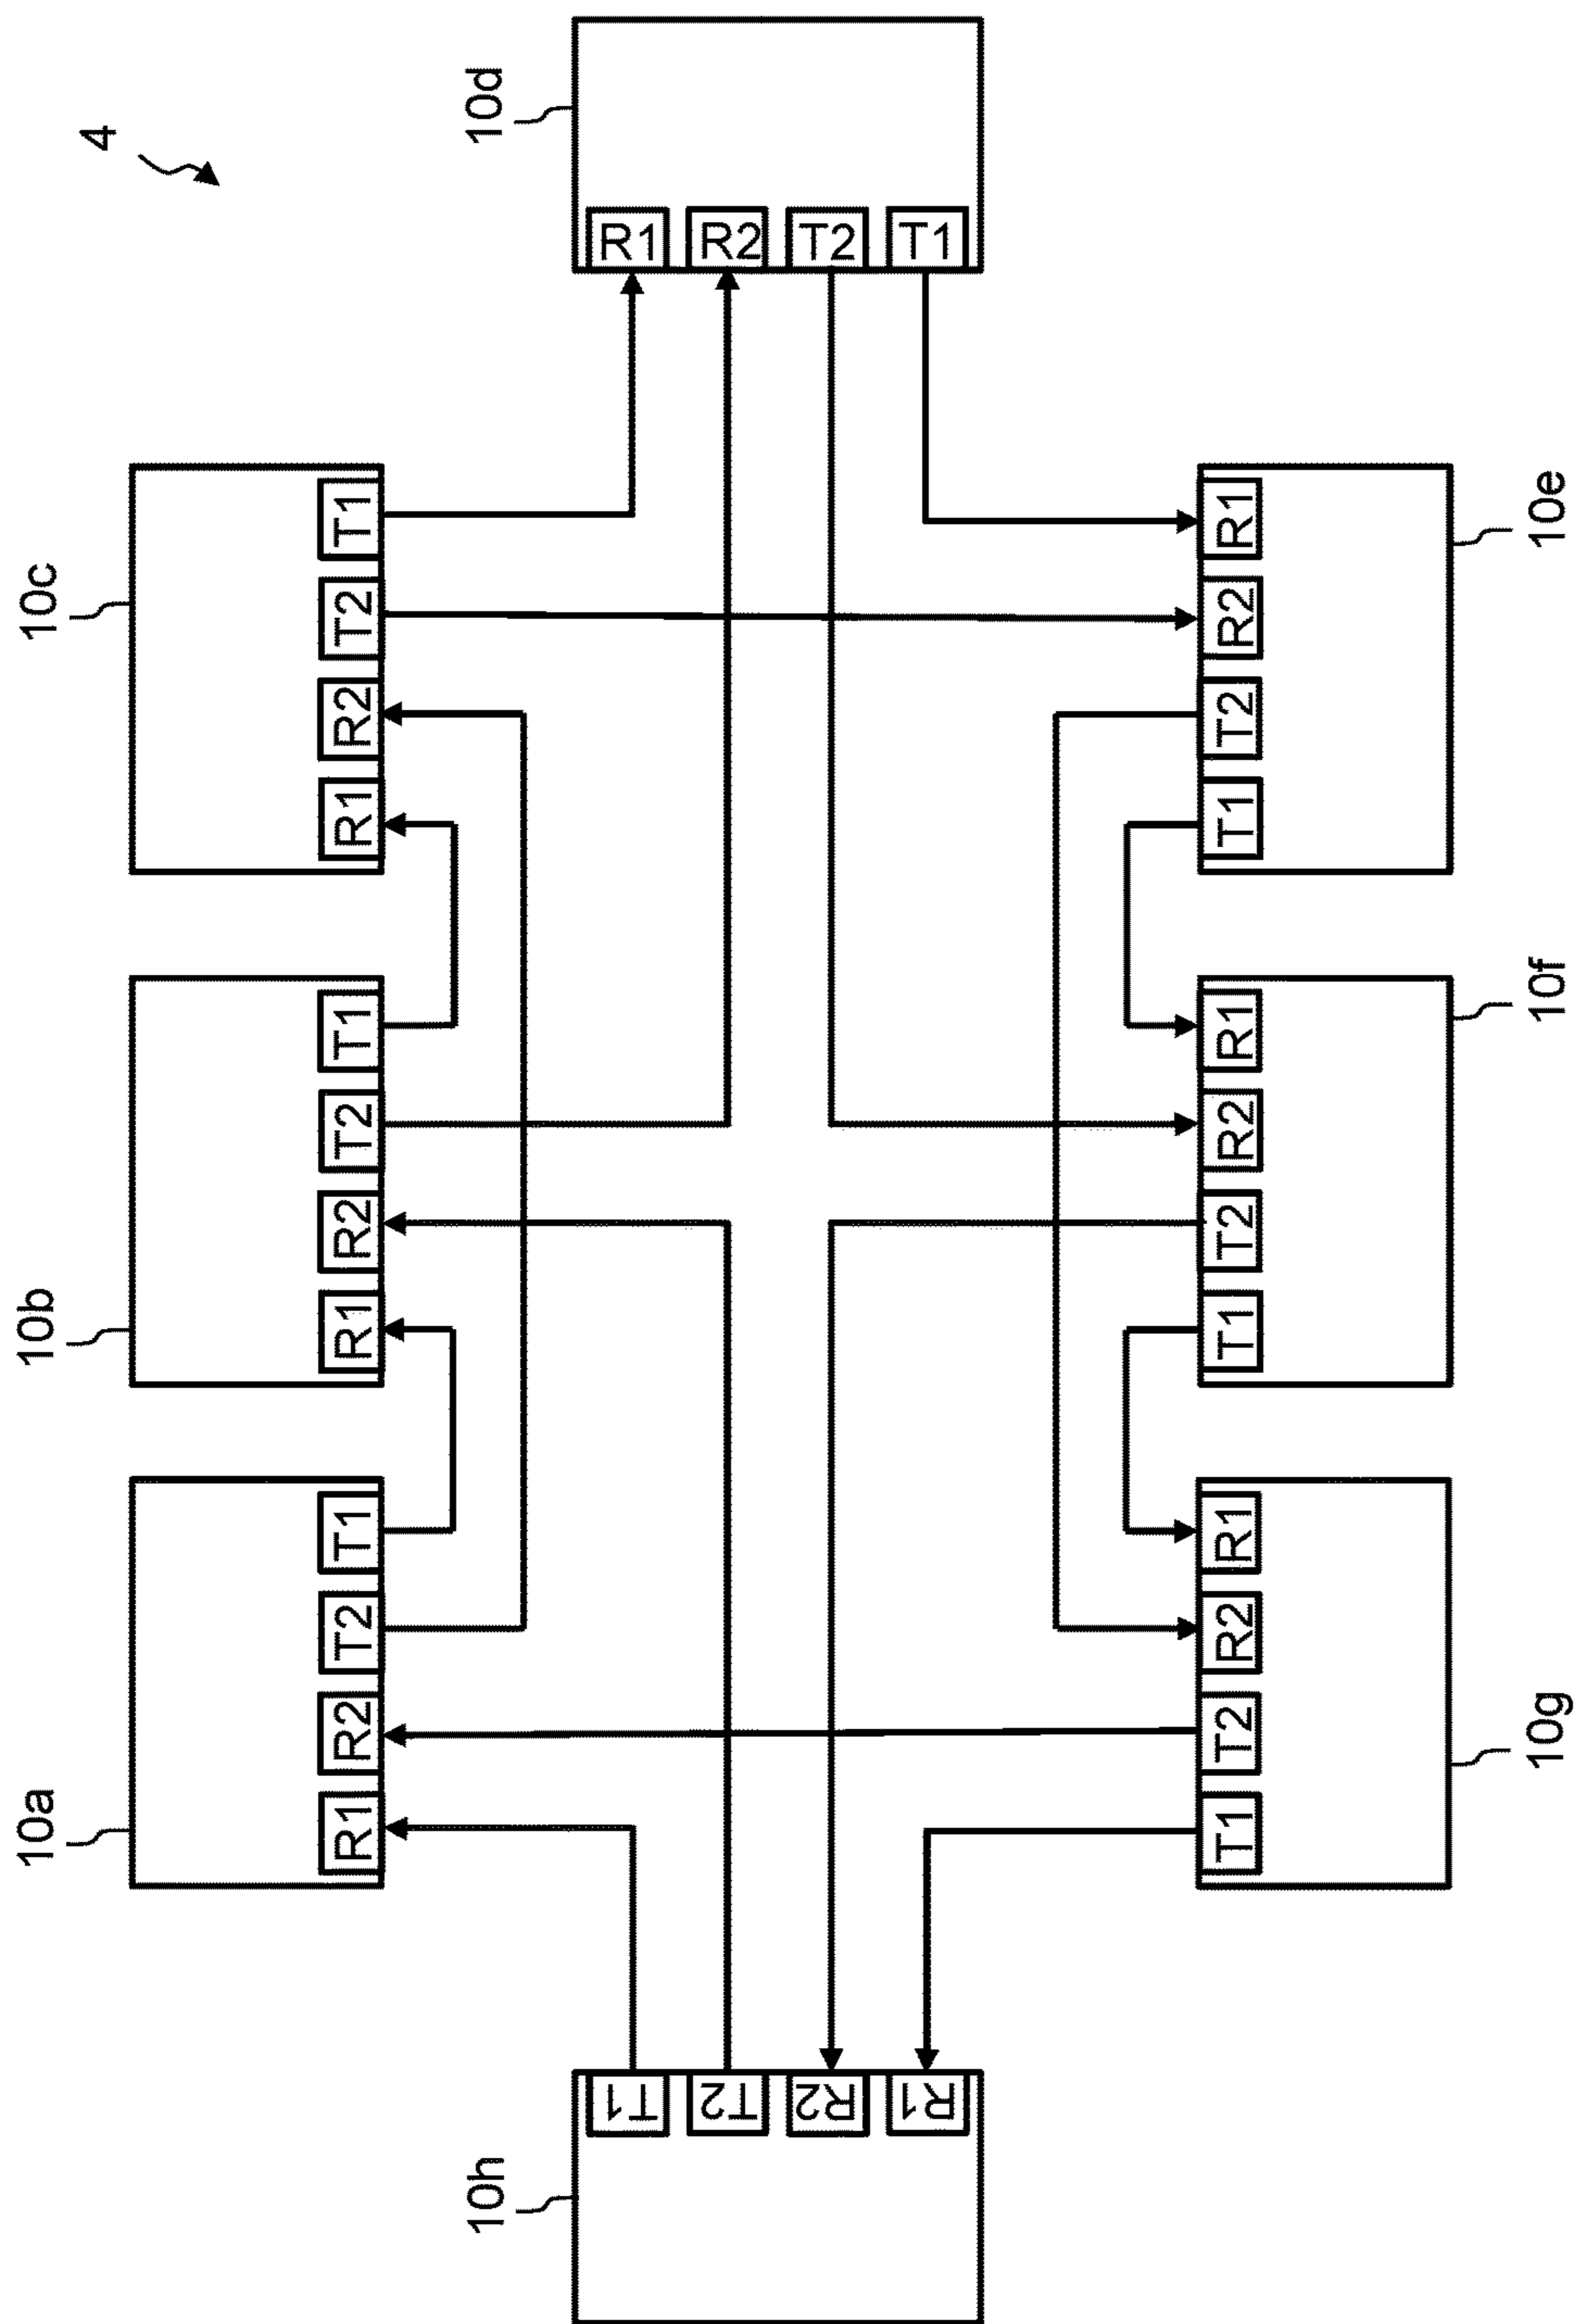 10a
10b
10c
4
R1 R2 T2 T1
R1 R2 T2 T1
R1 R2 T2 T1
10h
10d
T1
R1
T2
R2
R2
T2
R1
T1
T1 T2 R2 R1
T1 T2 R2 R1
T1 T2 R2 R1
10g
10f
10e